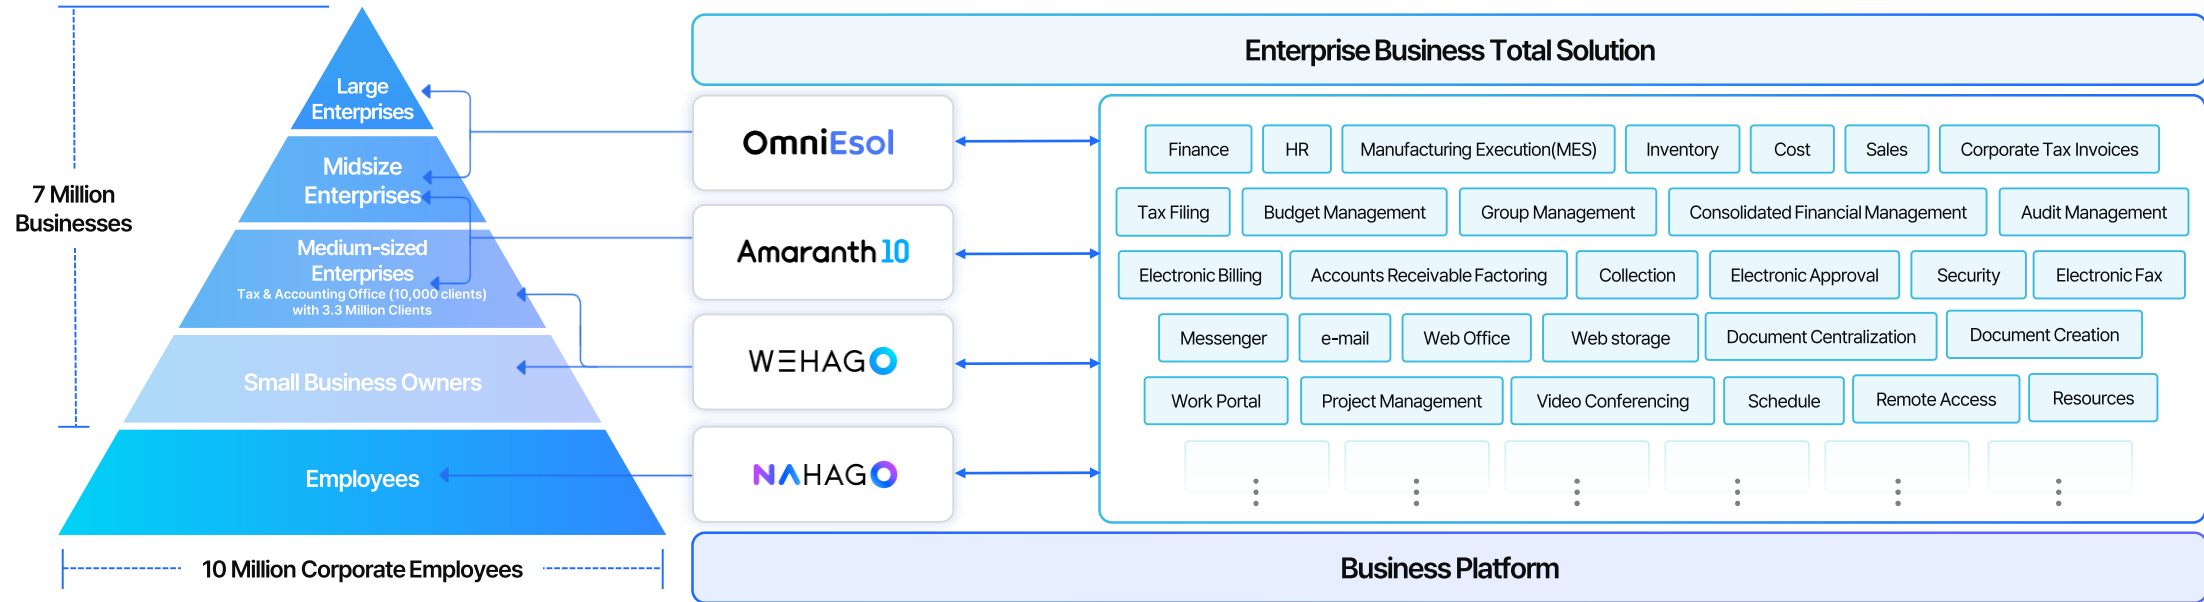 Large
Enterprises
Midsize
Enterprises
Medium-sized
Enterprises
Tax & Accounting Office (10,000 clients)
with 3.3 Million Clients
Small Business Owners
Employees
7 Million
Businesses
10 Million Corporate Employees
Enterprise Business Total Solution
OmniEsol
Amaranth 10
WEHAGO
NAHAGO
Finance
HR
Manufacturing Execution(MES)
Inventory
Cost
Sales
Corporate Tax Invoices
Tax Filing
Budget Management
Group Management
Consolidated Financial Management
Audit Management
Electronic Billing
Accounts Receivable Factoring
Collection
Electronic Approval
Security
Electronic Fax
Messenger
e-mail
Web Office
Web storage
Document Centralization
Document Creation
Work Portal
Project Management
Video Conferencing
Schedule
Remote Access
Resources
Business Platform